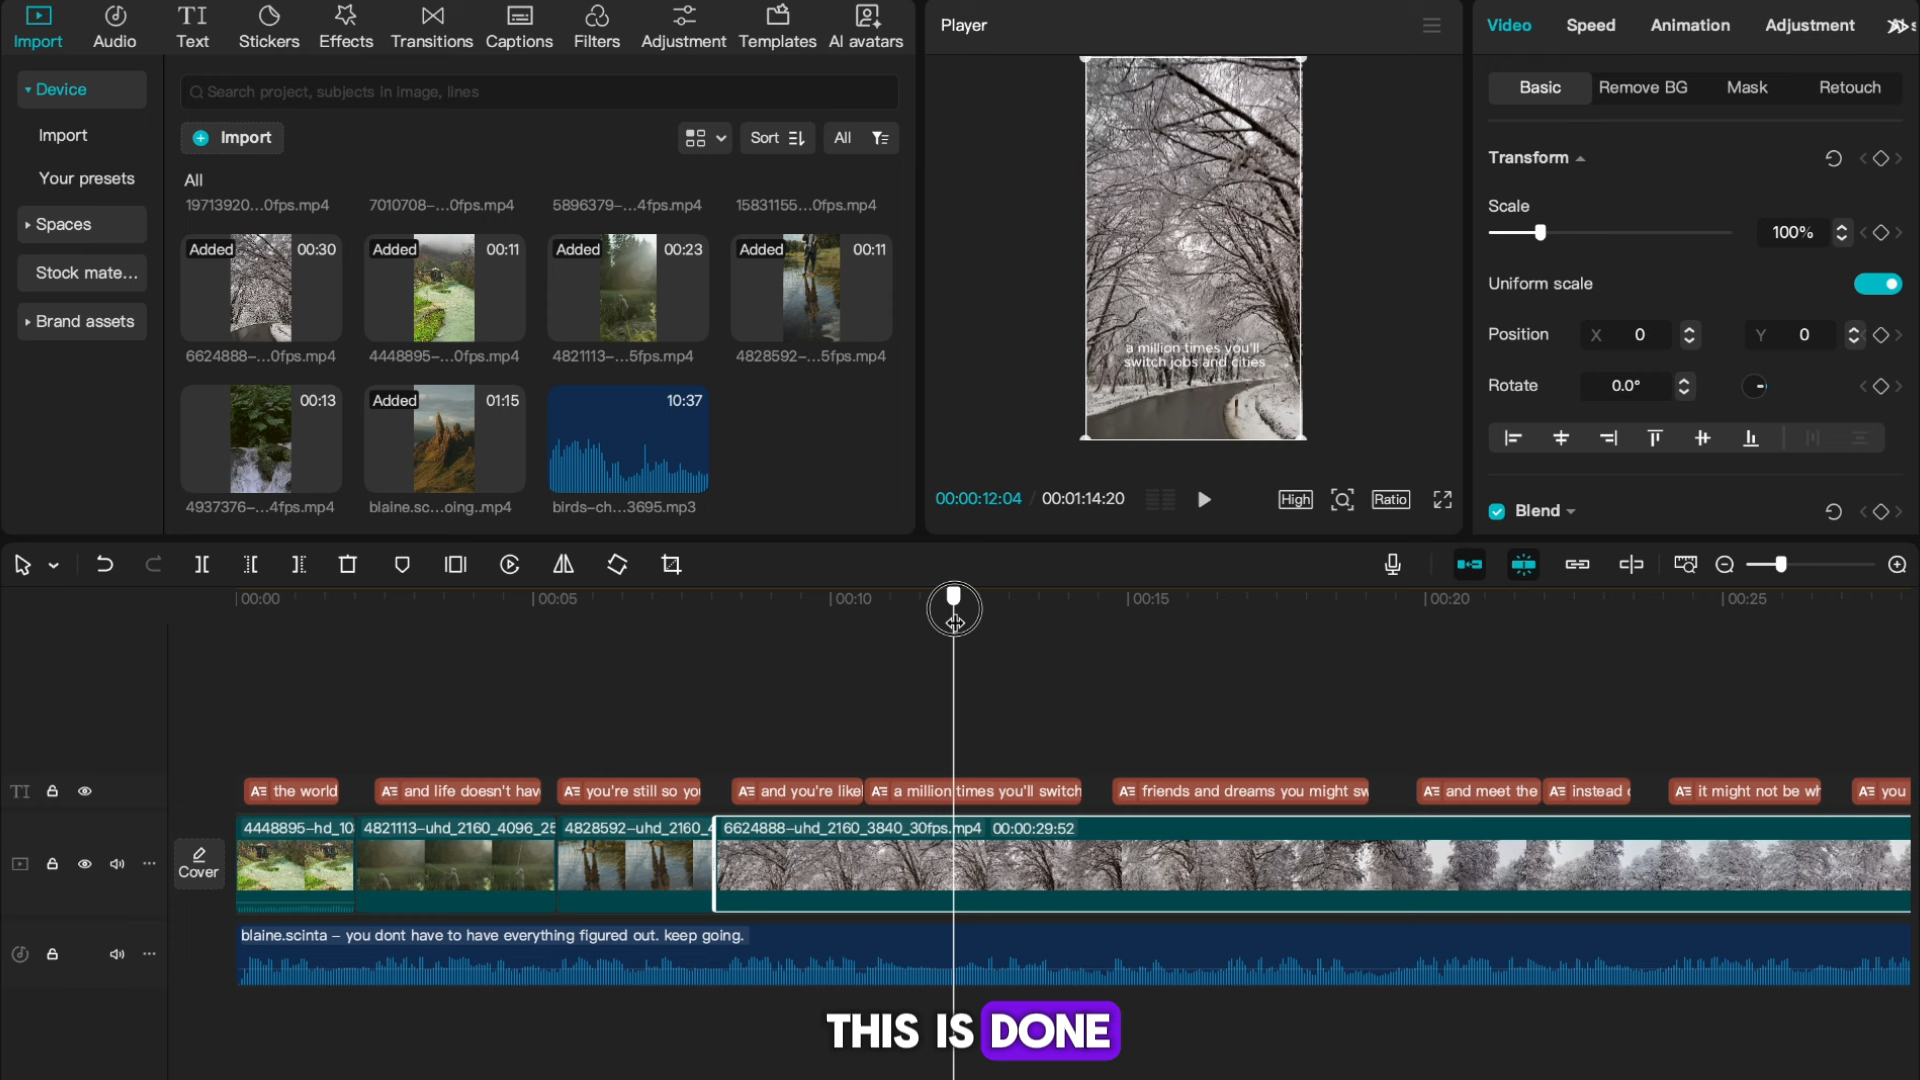 Import
Audio
Text
Stickers
Effects
Transitions
Captions
Filters
Adjustment
Templates
AI avatars
Device
Import
Your presets
Spaces
Stock mate...
Brand assets
Search project, subjects in image, lines
Import
Sort
All
All
19713920...0fps.mp4
7010708-...0fps.mp4
5896379-...4fps.mp4
15831155...0fps.mp4
Added 00:30
Added 00:11
Added 00:23
Added 00:11
6624888-...0fps.mp4
4448895-...0fps.mp4
4821113-...5fps.mp4
4828592-...5fps.mp4
00:13
Added 01:15
10:37
4937376-...4fps.mp4
blaine.sc...oing..mp4
birds-ch...3695.mp3
Player
a million times you'll
switch jobs and cities
00:00:12:04 / 00:01:14:20
High
Ratio
Video
Speed
Animation
Adjustment
Basic
Remove BG
Mask
Retouch
Transform
Scale
100%
Uniform scale
Position X 0 Y 0
Rotate 0.0°
Blend
00:00
00:05
00:10
00:15
00:20
00:25
TI
the world
and life doesn't hav
you're still so yo
and you're like
a million times you'll switch
friends and dreams you might sw
and meet the
instead
it might not be wh
you
Cover
4448895-hd_10
4821113-uhd_2160_4096_25
4828592-uhd_2160_4
6624888-uhd_2160_3840_30fps.mp4 00:00:29:52
blaine.scinta – you dont have to have everything figured out. keep going.
THIS IS DONE